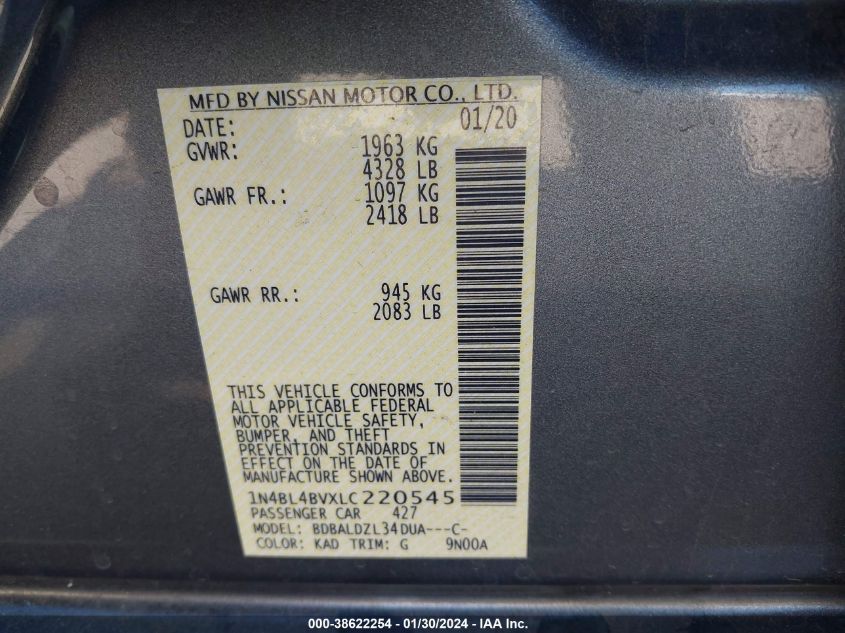 MFD BY NISSAN MOTOR CO., LTD.
DATE: 01/20
GVWR: 1963 KG
4328 LB
GAWR FR.: 1097 KG
2418 LB
GAWR RR.: 945 KG
2083 LB
THIS VEHICLE CONFORMS TO
ALL APPLICABLE FEDERAL
MOTOR VEHICLE SAFETY,
BUMPER, AND THEFT
PREVENTION STANDARDS IN
EFFECT ON THE DATE OF
MANUFACTURE SHOWN ABOVE.
1N4BL4BVXLC220545
PASSENGER CAR 427
MODEL: BDBALDZL34DUA---C-
COLOR: KAD TRIM: G 9N00A
000-38622254 - 01/30/2024 - IAA Inc.